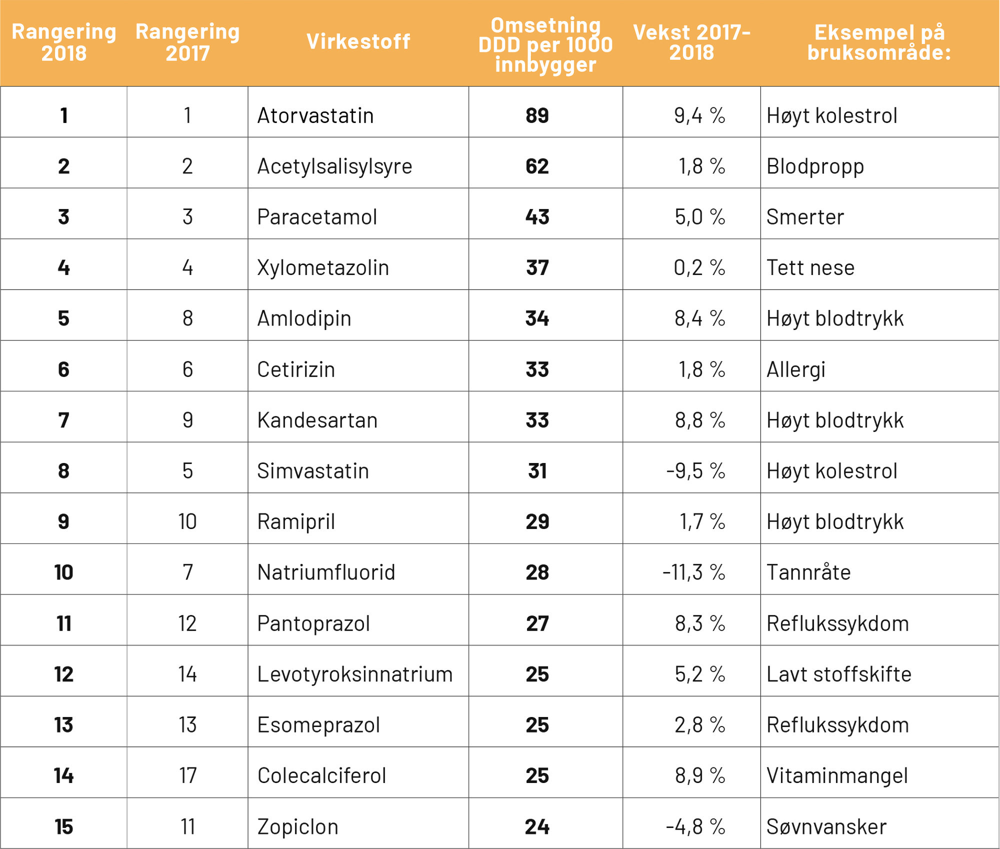 Rangering 2018 Rangering 2017 Virkestoff Omsetning DDD per 1000 innbygger Vekst 2017-2018 Eksempel på bruksområde:
1 1 Atorvastatin 89 9,4 % Høyt kolestrol
2 2 Acetylsalisylsyre 62 1,8 % Blodpropp
3 3 Paracetamol 43 5,0 % Smerter
4 4 Xylometazolin 37 0,2 % Tett nese
5 8 Amlodipin 34 8,4 % Høyt blodtrykk
6 6 Cetirizin 33 1,8 % Allergi
7 9 Kandesartan 33 8,8 % Høyt blodtrykk
8 5 Simvastatin 31 -9,5 % Høyt kolestrol
9 10 Ramipril 29 1,7 % Høyt blodtrykk
10 7 Natriumfluorid 28 -11,3 % Tannråte
11 12 Pantoprazol 27 8,3 % Reflukssykdom
12 14 Levotyroksinnatrium 25 5,2 % Lavt stoffskifte
13 13 Esomeprazol 25 2,8 % Reflukssykdom
14 17 Colecalciferol 25 8,9 % Vitaminmangel
15 11 Zopiclon 24 -4,8 % Søvnvansker